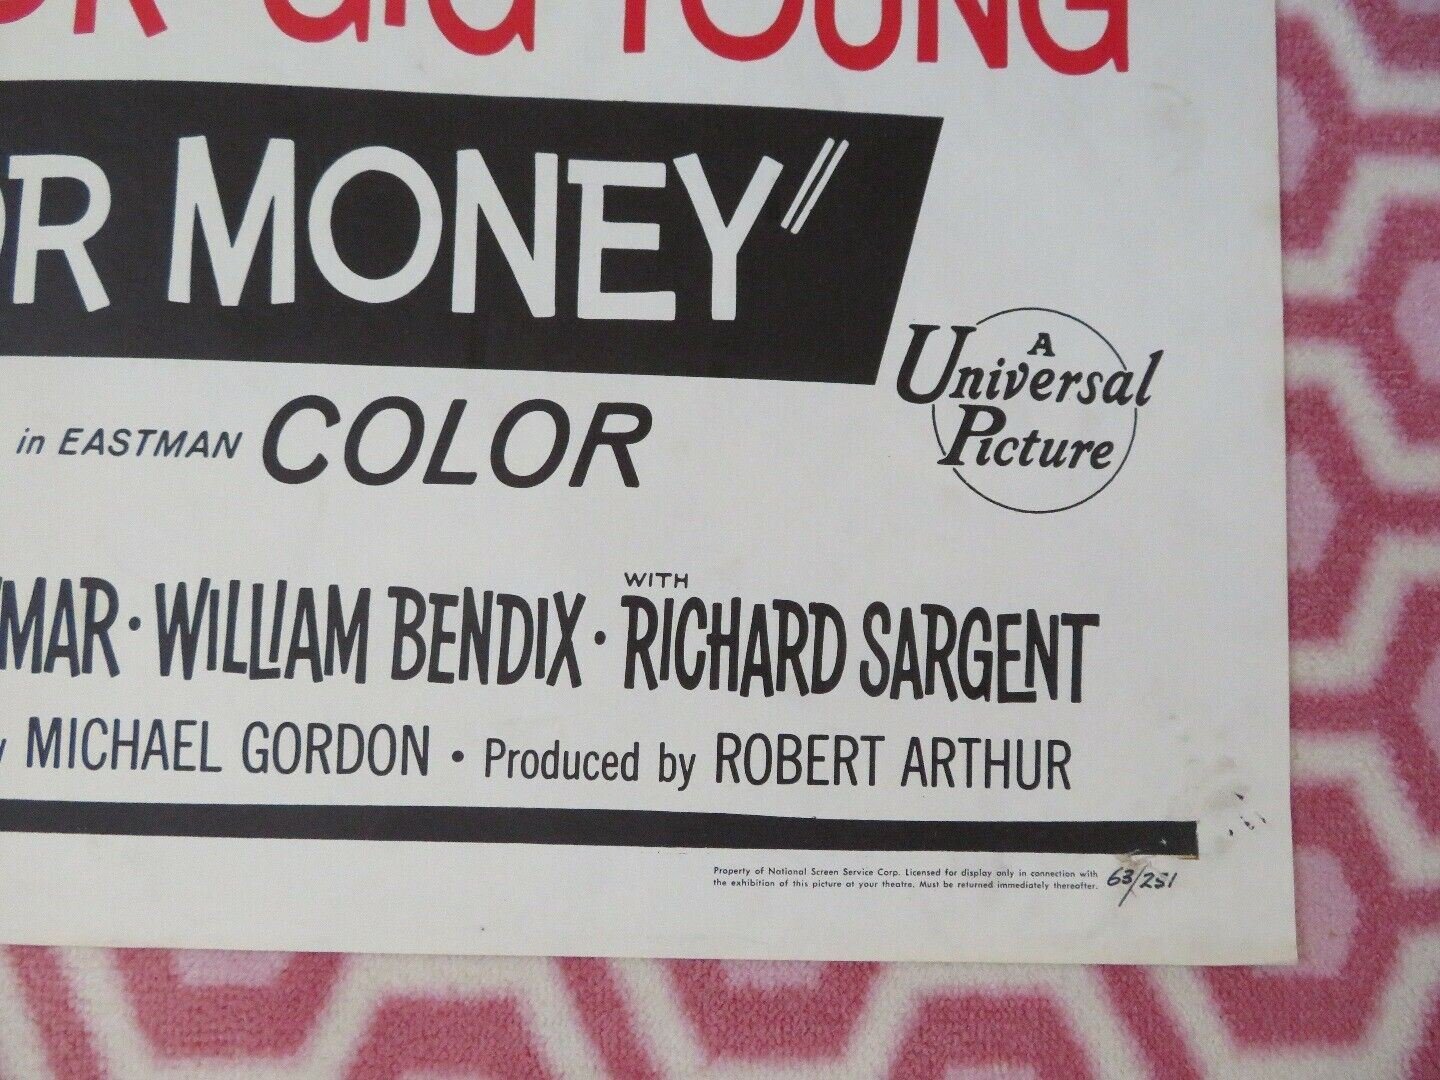 GIG YOUNG
OR MONEY"
A
Universal
Picture
in EASTMAN COLOR
MAR · WILLIAM BENDIX · WITH RICHARD SARGENT
MICHAEL GORDON • Produced by ROBERT ARTHUR
Property of National Screen Service Corp. Licensed for display only in connection with
the exhibition of this picture at your theatre. Must be returned immediately thereafter.
63/251